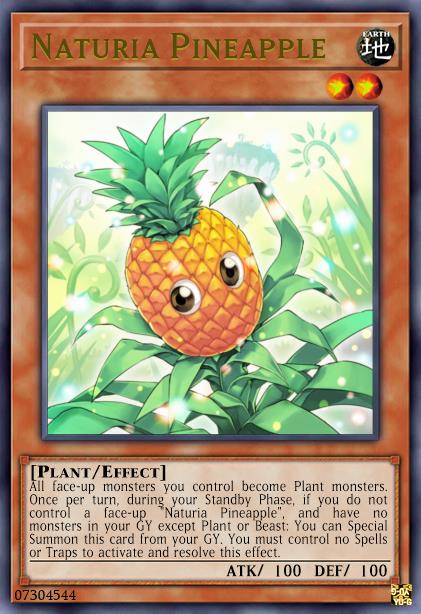 NATURIA PINEAPPLE
EARTH
地
[PLANT/EFFECT]
All face-up monsters you control become Plant monsters.
Once per turn, during your Standby Phase, if you do not
control a face-up "Naturia Pineapple", and have no
monsters in your GY except Plant or Beast: You can Special
Summon this card from your GY. You must control no Spells
or Traps to activate and resolve this effect.
ATK/ 100 DEF/ 100
07304544